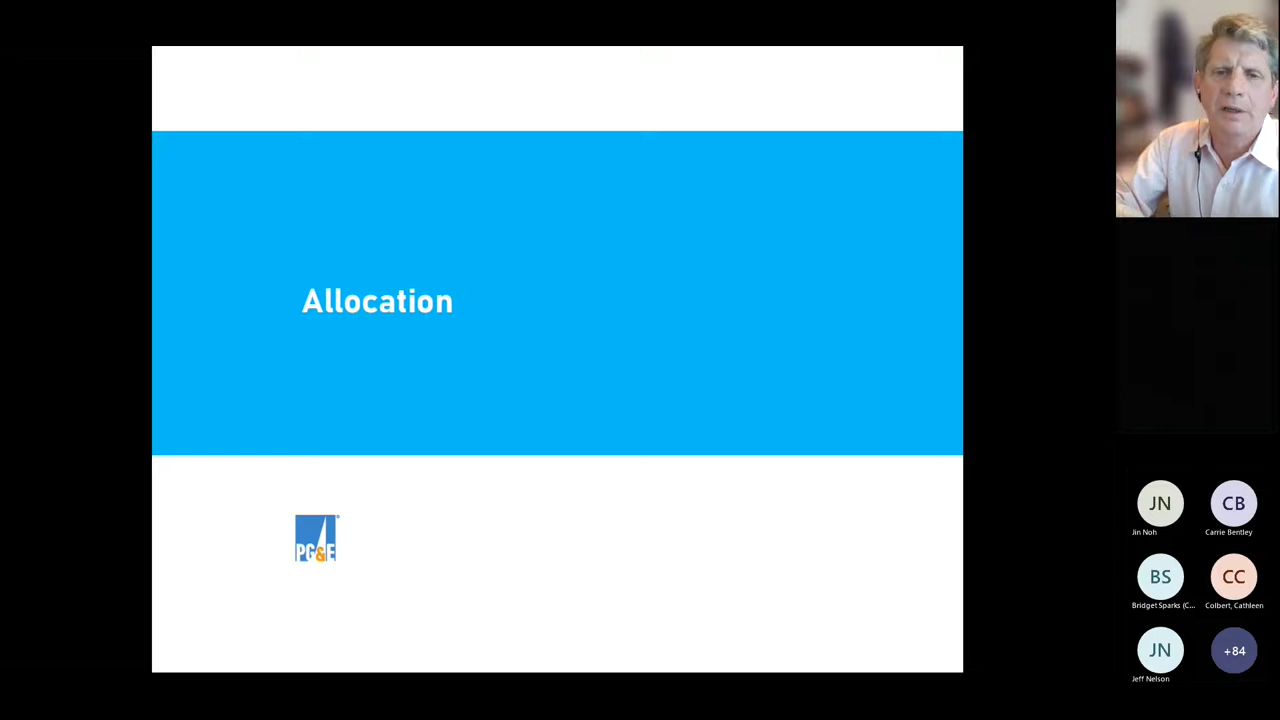 Allocation
PG&E
JN
CB
Jin Noh
Carrie Bentley
BS
CC
Bridget Sparks (C...
Colbert, Cathleen
JN
+84
Jeff Nelson